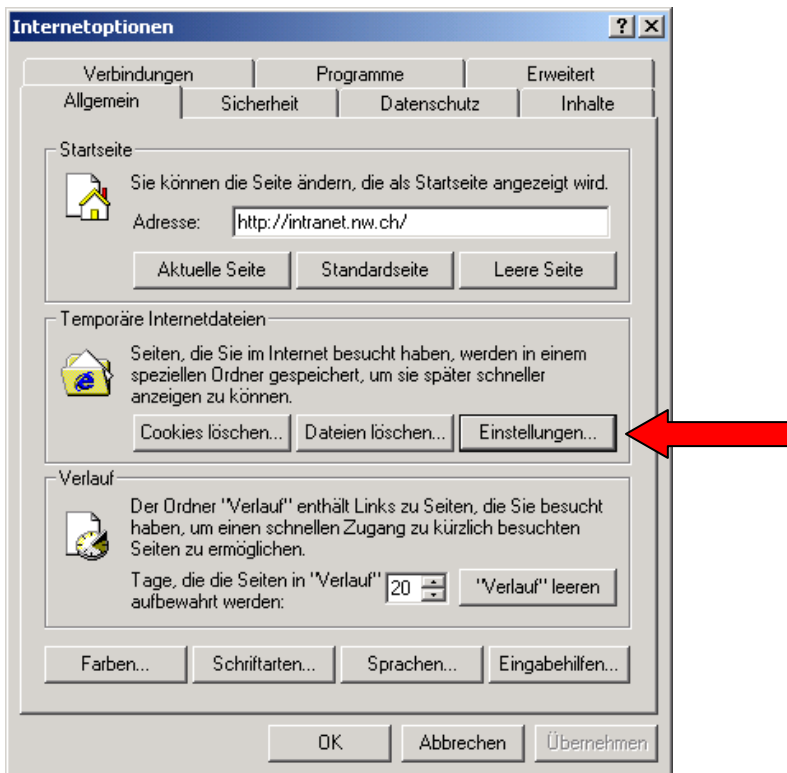 Internetoptionen
Verbindungen Programme Erweitert
Allgemein Sicherheit Datenschutz Inhalte
Startseite
Sie können die Seite ändern, die als Startseite angezeigt wird.
Adresse: http://intranet.nw.ch/
Aktuelle Seite Standardseite Leere Seite
Temporäre Internetdateien
Seiten, die Sie im Internet besucht haben, werden in einem
speziellen Ordner gespeichert, um sie später schneller
anzeigen zu können.
Cookies löschen... Dateien löschen... Einstellungen...
Verlauf
Der Ordner "Verlauf" enthält Links zu Seiten, die Sie besucht
haben, um einen schnellen Zugang zu kürzlich besuchten
Seiten zu ermöglichen.
Tage, die die Seiten in "Verlauf"
aufbewahrt werden:
20
"Verlauf" leeren
Farben... Schriftarten... Sprachen... Eingabehilfen...
OK Abbrechen Übernehmen